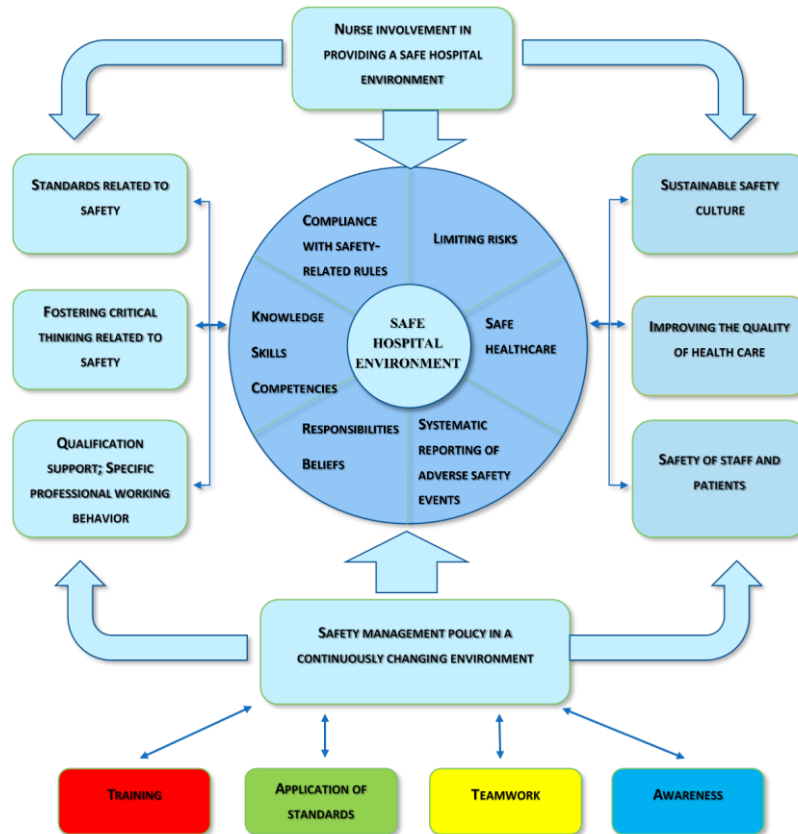 NURSE INVOLVEMENT IN
PROVIDING A SAFE HOSPITAL
ENVIRONMENT
STANDARDS RELATED TO
SAFETY
FOSTERING CRITICAL
THINKING RELATED TO
SAFETY
QUALIFICATION
SUPPORT; SPECIFIC
PROFESSIONAL WORKING
BEHAVIOR
COMPLIANCE
WITH SAFETY-
RELATED RULES
LIMITING RISKS
KNOWLEDGE
SKILLS
COMPETENCIES
SAFE
HOSPITAL
ENVIRONMENT
SAFE
HEALTHCARE
RESPONSIBILITIES
BELIEFS
SYSTEMATIC
REPORTING OF
ADVERSE SAFETY
EVENTS
SUSTAINABLE SAFETY
CULTURE
IMPROVING THE QUALITY
OF HEALTH CARE
SAFETY OF STAFF AND
PATIENTS
SAFETY MANAGEMENT POLICY IN A
CONTINUOUSLY CHANGING ENVIRONMENT
TRAINING
APPLICATION OF
STANDARDS
TEAMWORK
AWARENESS